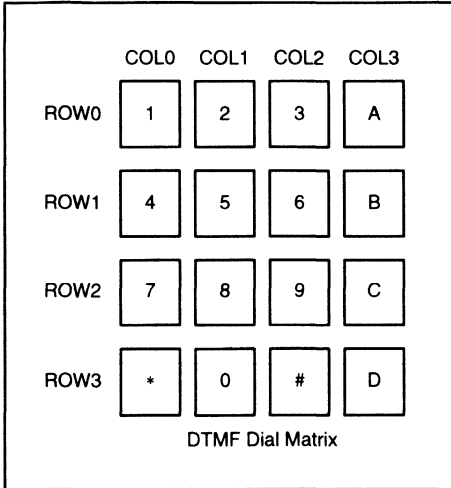 COL0 COL1 COL2 COL3
ROW0 1 2 3 A
ROW1 4 5 6 B
ROW2 7 8 9 C
ROW3 * 0 # D
DTMF Dial Matrix